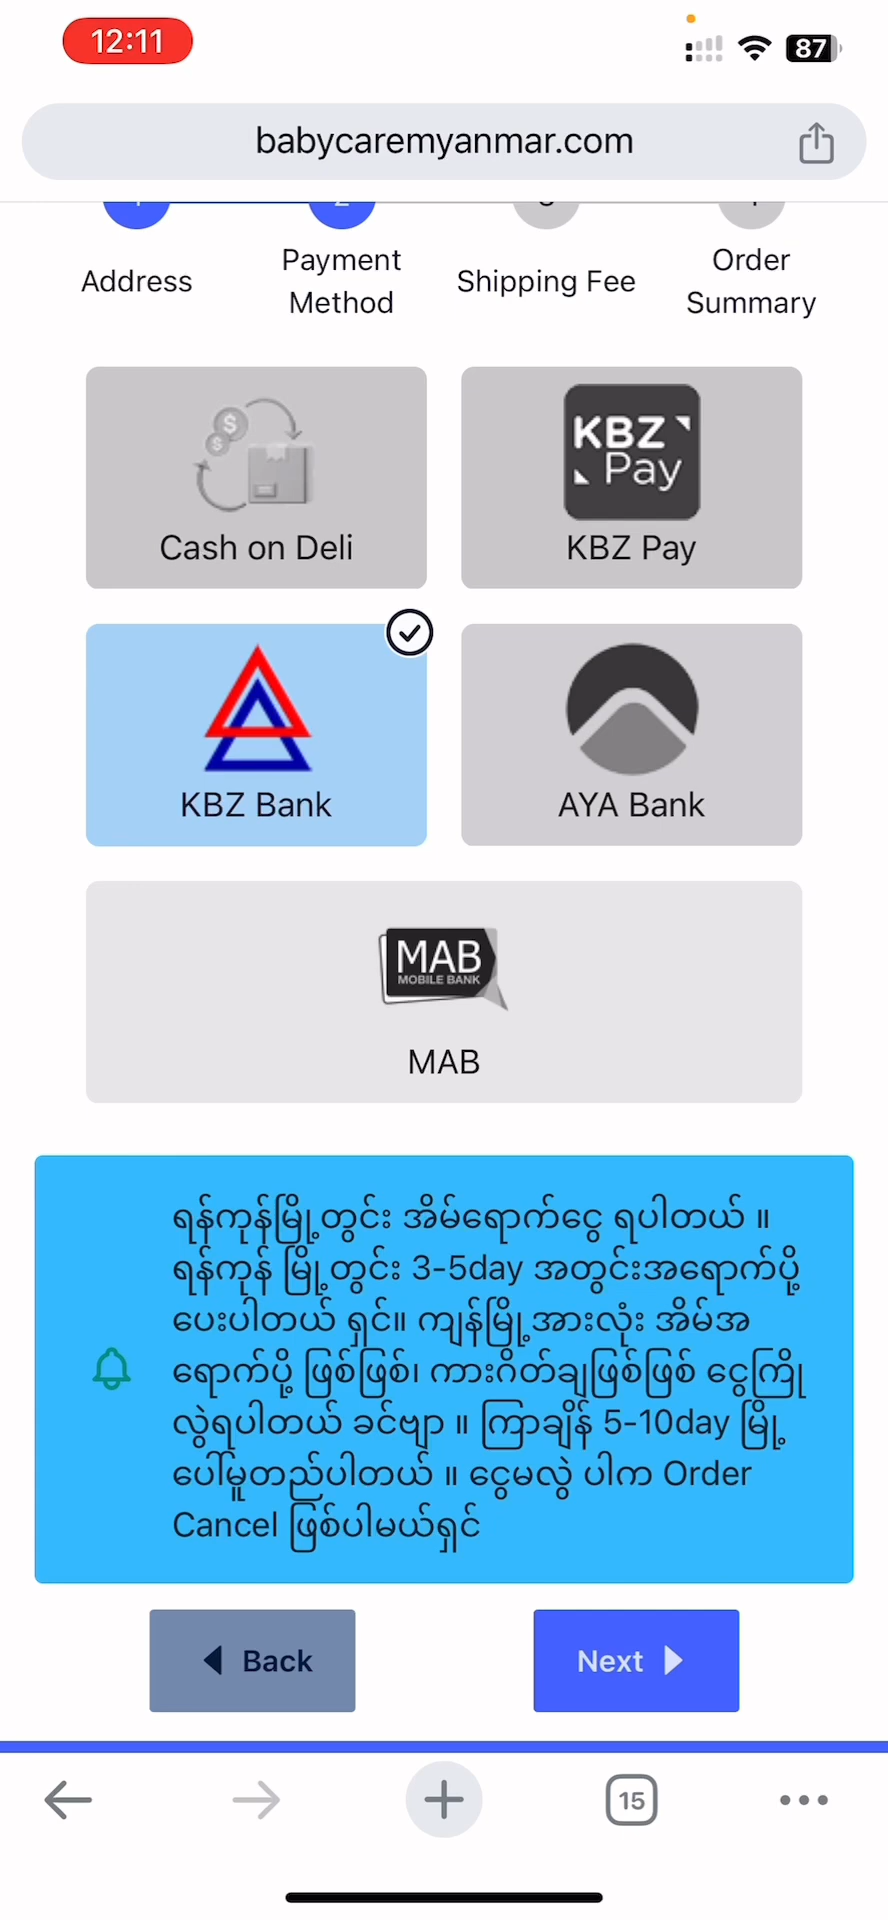 12:11
87
babycaremyanmar.com
Address
Payment
Method
Shipping Fee
Order
Summary
$
$
Cash on Deli
KBZ
Pay
KBZ Pay
KBZ Bank
AYA Bank
MAB
MOBILE BANK
MAB
ရန်ကုန်မြို့တွင်း အိမ်ရောက်ငွေ ရပါတယ် ။
ရန်ကုန် မြို့တွင်း 3-5day အတွင်းအရောက်ပို့
ပေးပါတယ် ရှင်။ ကျန်မြို့အားလုံး အိမ်အ
ရောက်ပို့ ဖြစ်ဖြစ်၊ ကားဂိတ်ချဖြစ်ဖြစ် ငွေကြို
လွဲရပါတယ် ခင်ဗျာ ။ ကြာချိန် 5-10day မြို့
ပေါ်မူတည်ပါတယ် ။ ငွေမလွဲ ပါက Order
Cancel ဖြစ်ပါမယ်ရှင်
Back
Next
15